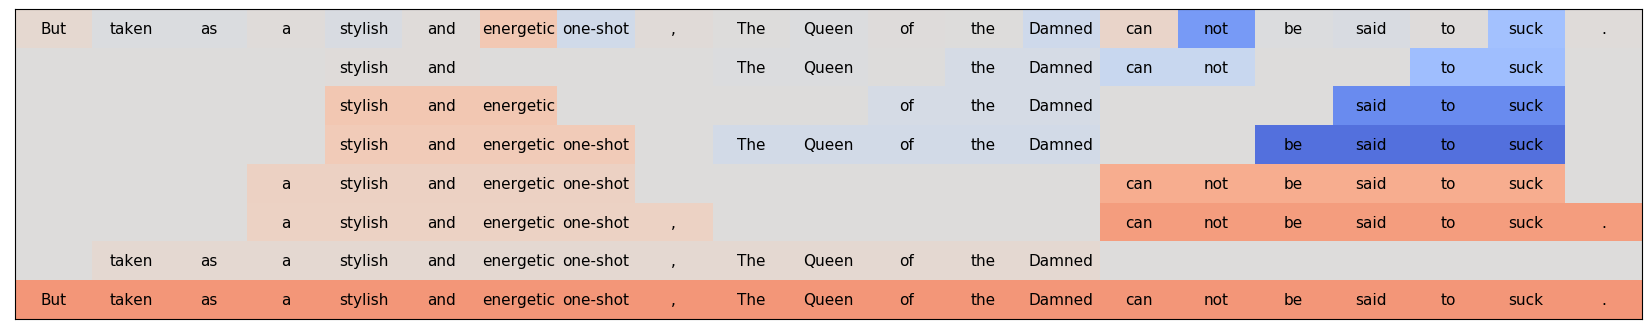 But taken as a stylish and energetic one-shot , The Queen of the Damned can not be said to suck .
stylish and The Queen the Damned can not to suck
stylish and energetic of the Damned said to suck
stylish and energetic one-shot The Queen of the Damned be said to suck
a stylish and energetic one-shot can not be said to suck
a stylish and energetic one-shot , can not be said to suck .
taken as a stylish and energetic one-shot , The Queen of the Damned
But taken as a stylish and energetic one-shot , The Queen of the Damned can not be said to suck .